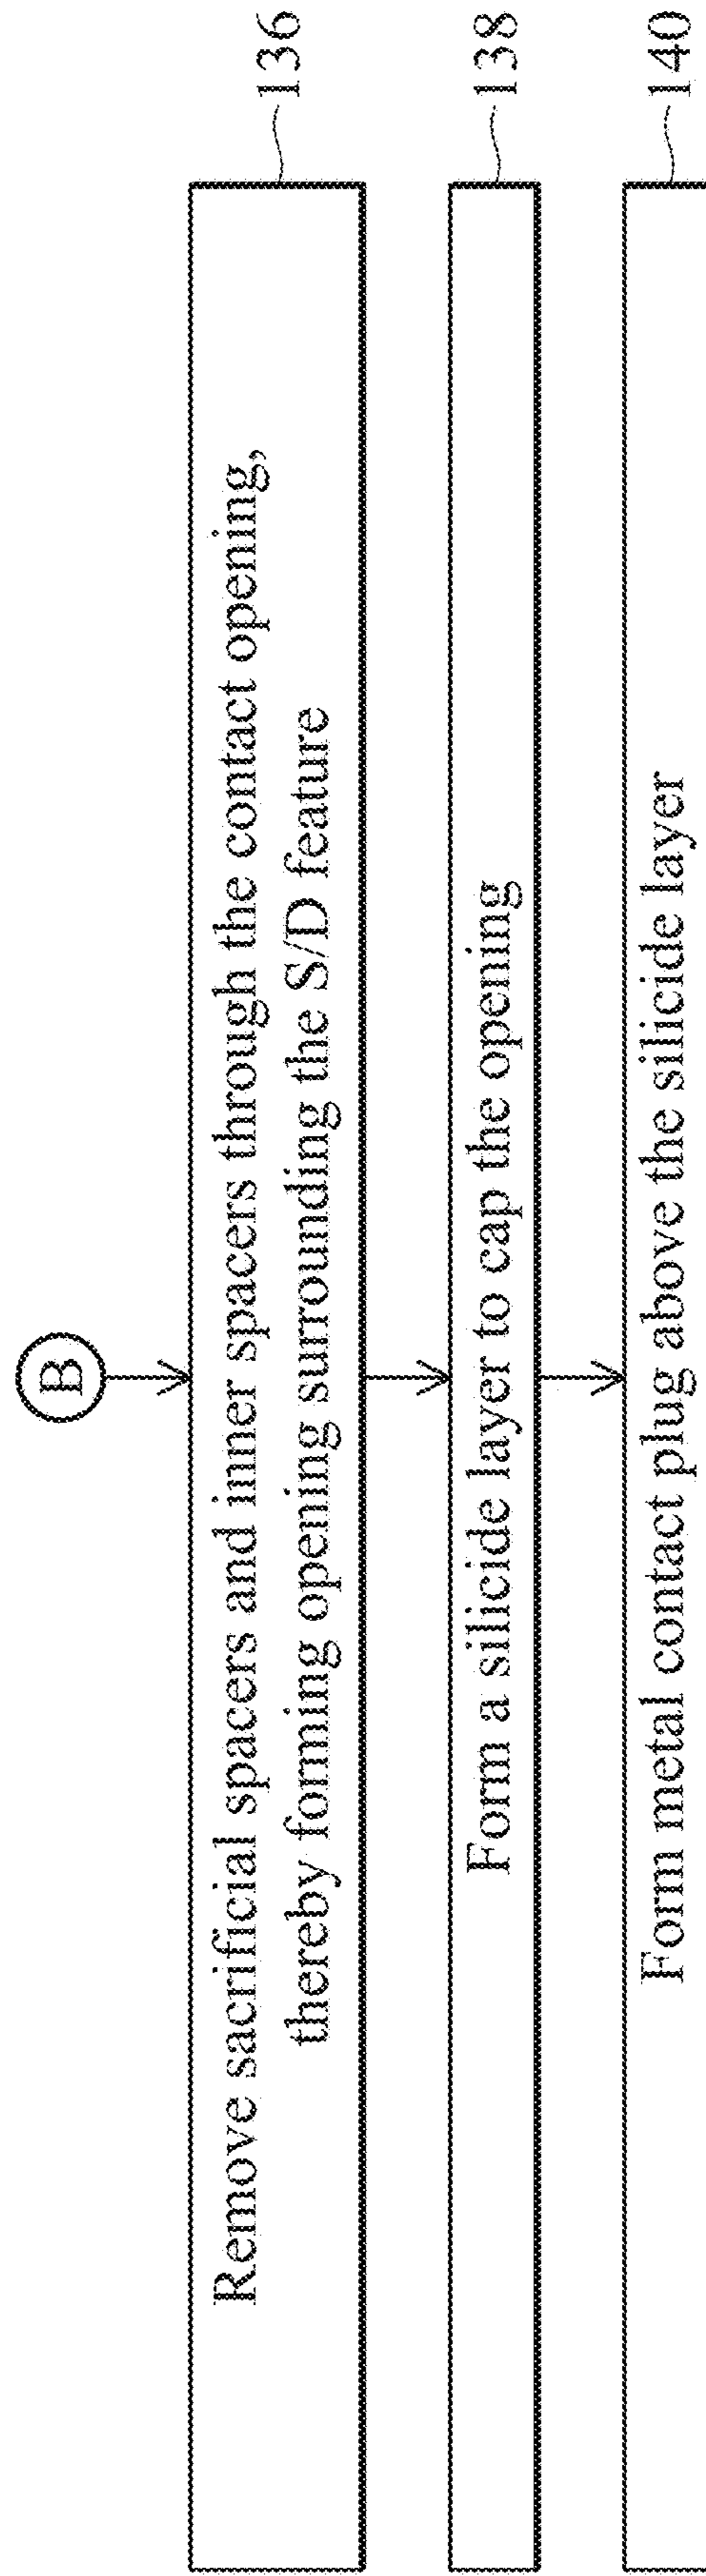 B
Remove sacrificial spacers and inner spacers through the contact opening,
thereby forming opening surrounding the S/D feature
136
Form a silicide layer to cap the opening
138
Form metal contact plug above the silicide layer
140